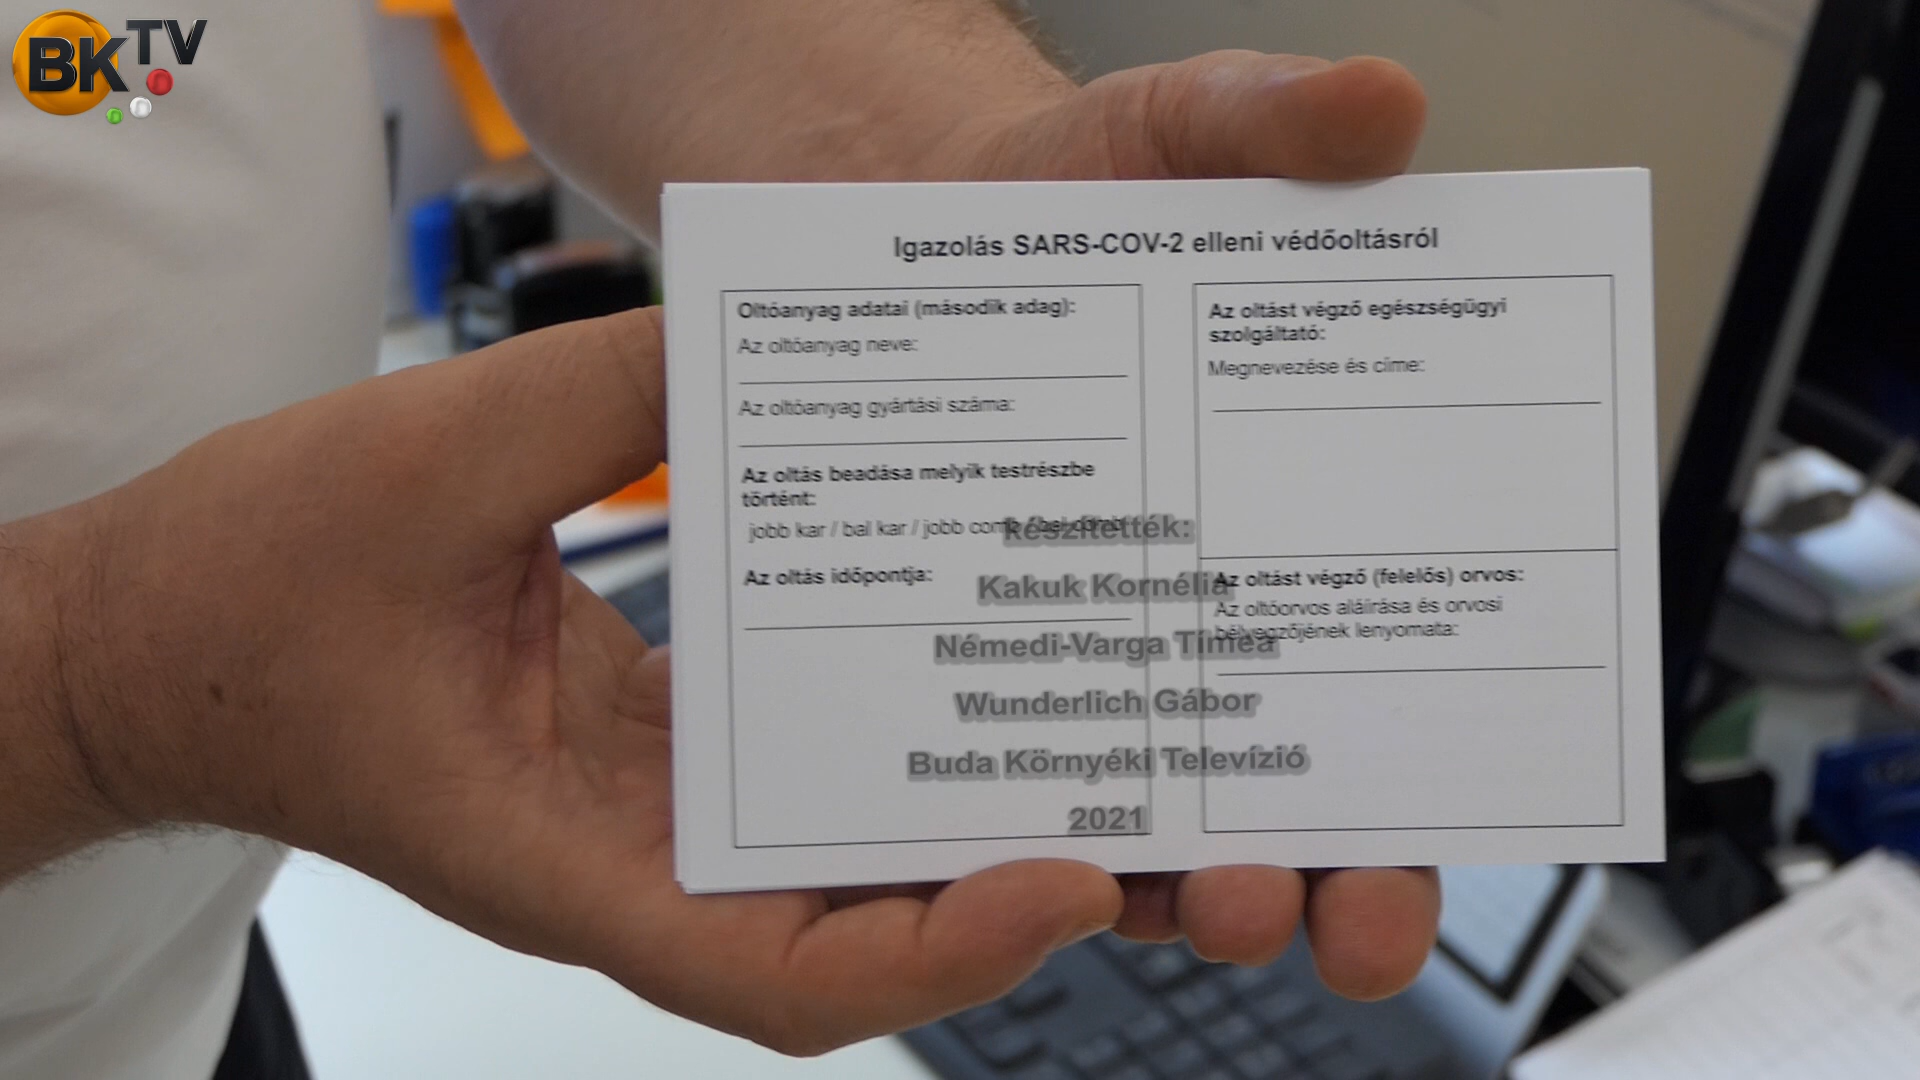 BKTV
Igazolás SARS-COV-2 elleni védőoltásról
Oltóanyag adatai (második adag):
Az oltóanyag neve:
Az oltóanyag gyártási száma:
Az oltás beadása melyik testrészbe
történt:
jobb kar / bal kar / jobb comb / bal comb
Az oltás időpontja:
Az oltást végző egészségügyi
szolgáltató:
Megnevezése és címe:
Az oltást végző (felelős) orvos:
Az oltóorvos aláírása és orvosi
bélyegzőjének lenyomata:
készítették:
Kakuk Kornélia
Némedi-Varga Tímea
Wunderlich Gábor
Buda Környéki Televízió
2021